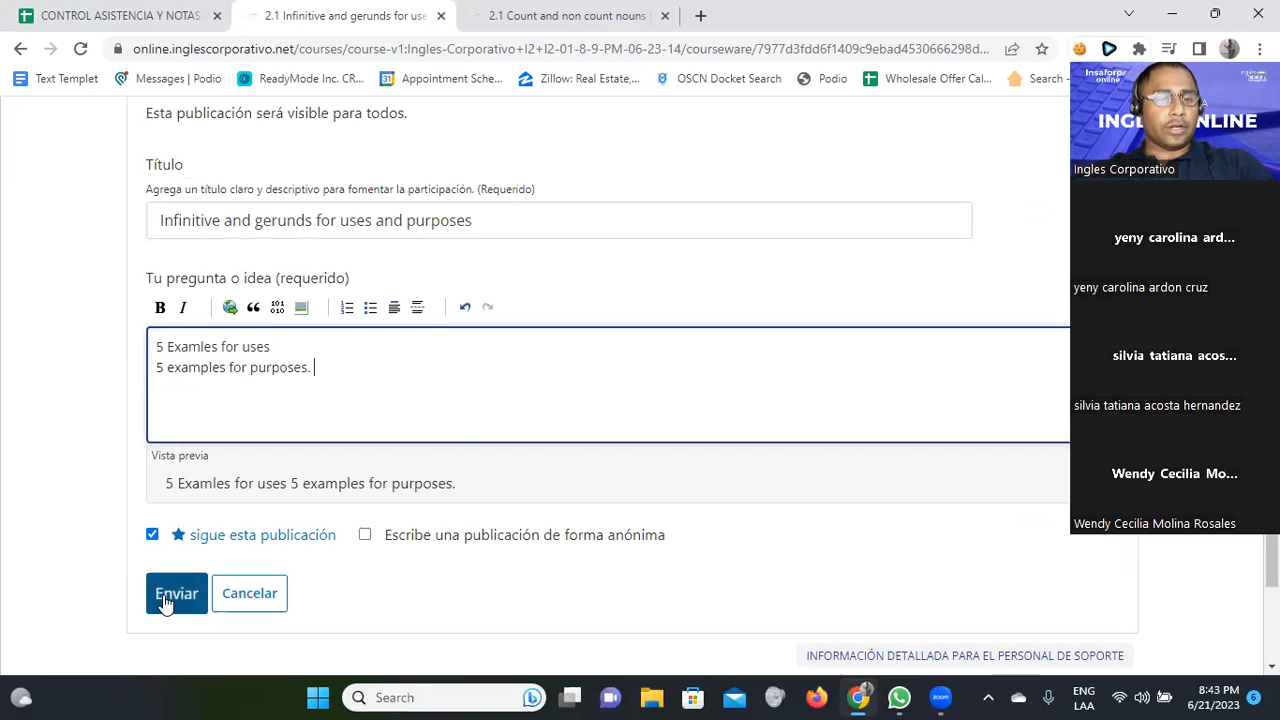 CONTROL ASISTENCIA Y NOTAS
2.1 Infinitive and gerunds for use
2.1 Count and non count nouns |
online.inglescorporativo.net/courses/course-v1:Ingles-Corporativo+I2+I2-01-8-9-PM-06-23-14/courseware/7977d3fdd6f1409c9ebad4530666298d...
Text Templet
Messages | Podio
ReadyMode Inc. CR...
Appointment Sche...
Zillow: Real Estate,...
OSCN Docket Search
Podio
Wholesale Offer Cal...
Search -
Esta publicación será visible para todos.
Título
Agrega un título claro y descriptivo para fomentar la participación. (Requerido)
Infinitive and gerunds for uses and purposes
Tu pregunta o idea (requerido)
B I
5 Examles for uses
5 examples for purposes.
Vista previa
5 Examles for uses 5 examples for purposes.
sigue esta publicación
Escribe una publicación de forma anónima
Enviar
Cancelar
INFORMACIÓN DETALLADA PARA EL PERSONAL DE SOPORTE
Insaforp
online
Ingles Corporativo
yeny carolina ard...
yeny carolina ardon cruz
silvia tatiana acos...
silvia tatiana acosta hernandez
Wendy Cecilia Mo...
Wendy Cecilia Molina Rosales
Search
ENG
LAA
8:43 PM
6/21/2023
6